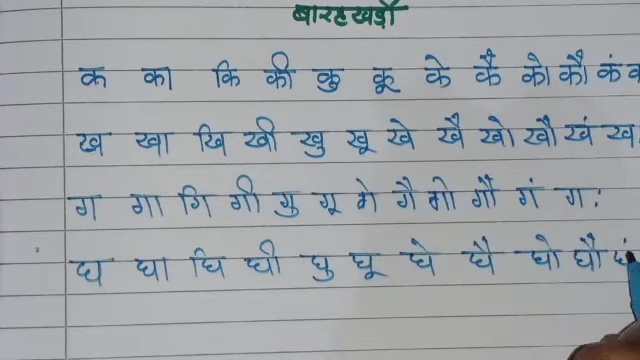 बारहखड़ी
क का कि की कु कू के कै को कौ कं
ख खा खि खी खु खू खे खै खो खौ खं ख
ग गा गि गी गु गू गे गै गो गौ गं गः
घ घा घि घी घु घू घे घै घो घौ